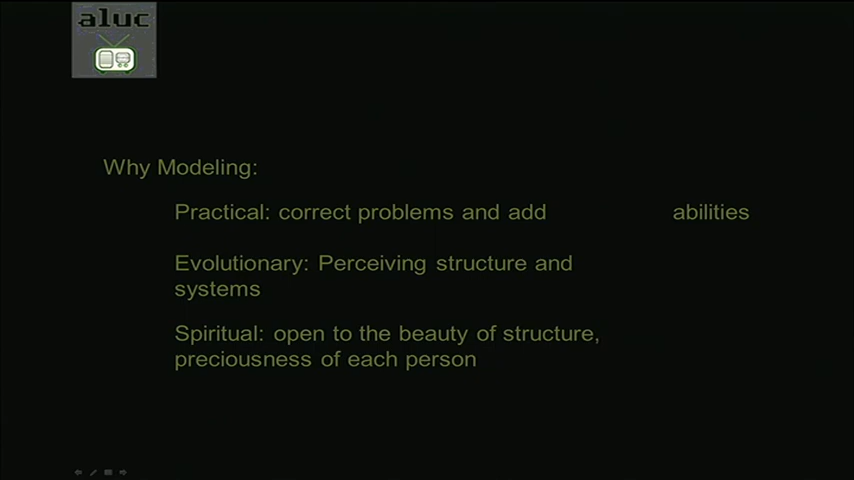 aluc
Why Modeling:
Practical: correct problems and add abilities
Evolutionary: Perceiving structure and
systems
Spiritual: open to the beauty of structure,
preciousness of each person